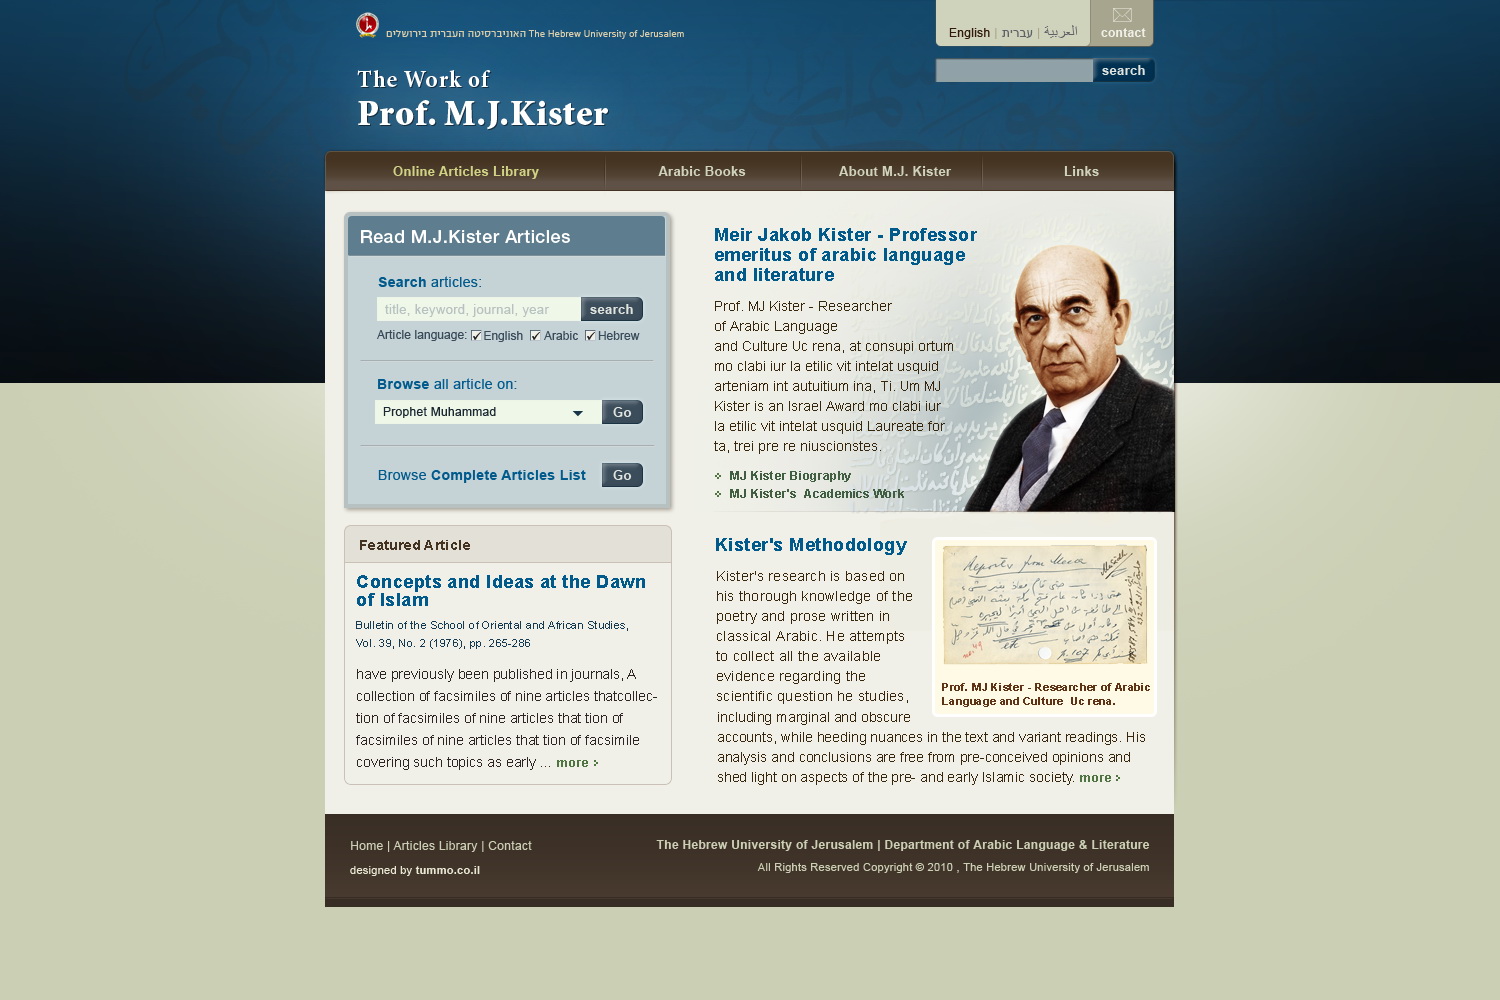 האוניברסיטה העברית בירושלים The Hebrew University of Jerusalem
English | עברית | العربية
contact
search
The Work of
Prof. M.J.Kister
Online Articles Library
Arabic Books
About M.J. Kister
Links
Read M.J.Kister Articles
Search articles:
title, keyword, journal, year
search
Article language: English Arabic Hebrew
Browse all article on:
Prophet Muhammad
Go
Browse Complete Articles List
Go
Meir Jakob Kister - Professor
emeritus of arabic language
and literature
Prof. MJ Kister - Researcher
of Arabic Language
and Culture Uc rena, at consupi ortum
mo clabi iur la etilic vit intelat usquid
arteniam int autuitium ina, Ti. Um MJ
Kister is an Israel Award mo clabi iur
la etilic vit intelat usquid Laureate for
ta, trei pre re niuscionstes.
MJ Kister Biography
MJ Kister's Academics Work
Featured Article
Concepts and Ideas at the Dawn
of Islam
Bulletin of the School of Oriental and African Studies,
Vol. 39, No. 2 (1976), pp. 265-286
have previously been published in journals, A
collection of facsimiles of nine articles thatcollec-
tion of facsimiles of nine articles that tion of
facsimiles of nine articles that tion of facsimile
covering such topics as early ... more
Kister's Methodology
Kister's research is based on
his thorough knowledge of the
poetry and prose written in
classical Arabic. He attempts
to collect all the available
evidence regarding the
scientific question he studies,
including marginal and obscure
accounts, while heeding nuances in the text and variant readings. His
analysis and conclusions are free from pre-conceived opinions and
shed light on aspects of the pre- and early Islamic society. more
Reports from Mecca
Prof. MJ Kister - Researcher of Arabic
Language and Culture Uc rena.
Home | Articles Library | Contact
designed by tummo.co.il
The Hebrew University of Jerusalem | Department of Arabic Language & Literature
All Rights Reserved Copyright © 2010 , The Hebrew University of Jerusalem